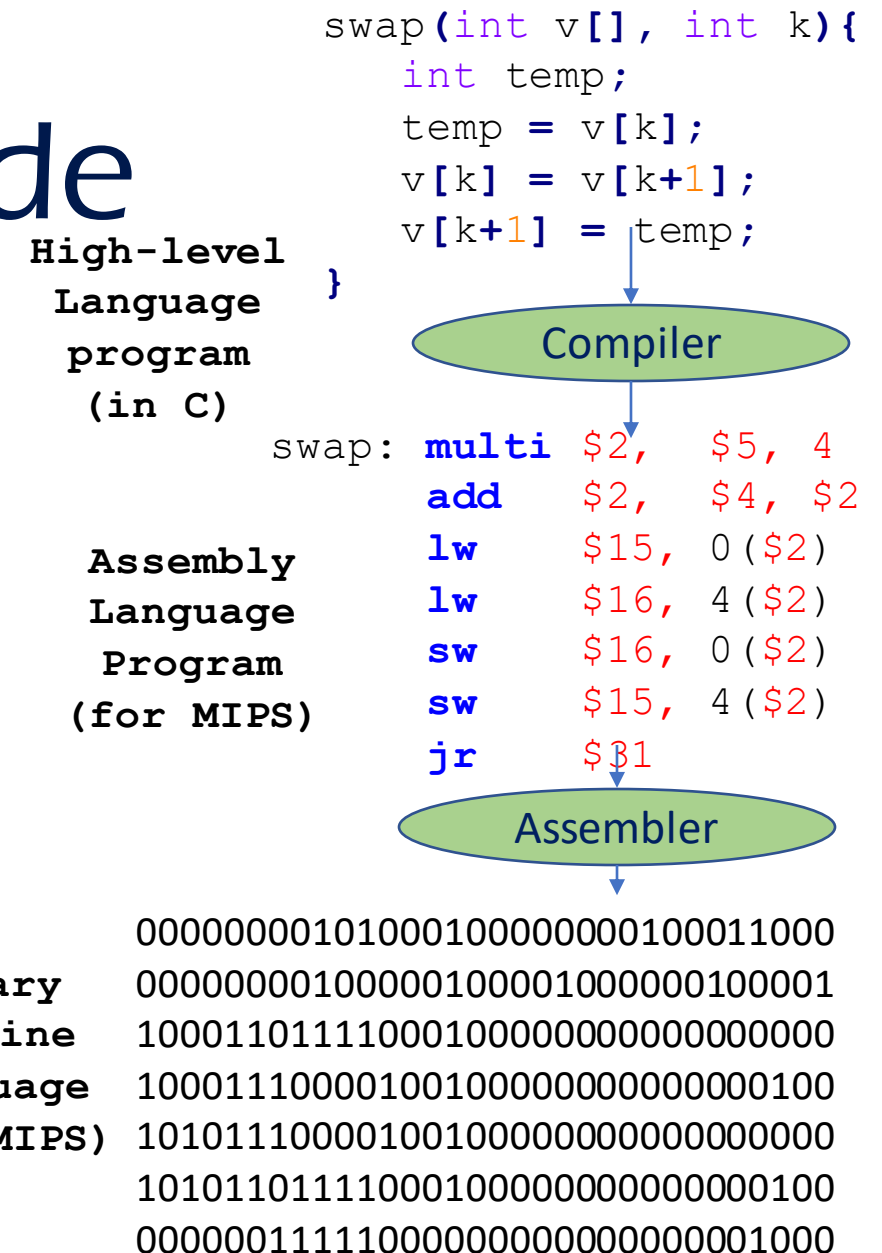 swap(int v[], int k){
int temp;
temp = v[k];
v[k] = v[k+1];
v[k+1] = temp;
}
de
High-level
Language
program
(in C)
Compiler
swap: multi $2, $5, 4
add $2, $4, $2
lw $15, 0($2)
lw $16, 4($2)
sw $16, 0($2)
sw $15, 4($2)
jr $31
Assembly
Language
Program
(for MIPS)
Assembler
00000000101000100000000100011000
ary 00000000100000100001000000100001
ine 10001101111000100000000000000000
uage 10001110000100100000000000000100
MIPS) 10101110000100100000000000000000
10101101111000100000000000000100
00000011111000000000000000001000